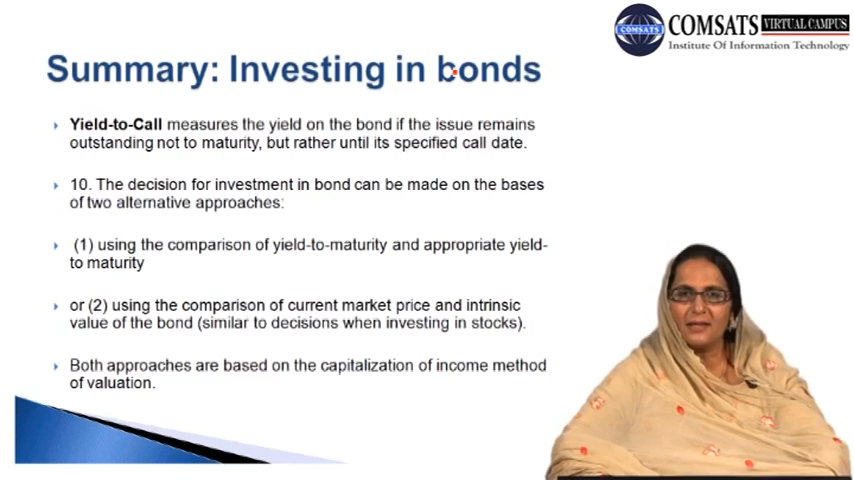 COMSATS VIRTUAL CAMPUS
COMSATS Institute Of Information Technology
Summary: Investing in bonds
Yield-to-Call measures the yield on the bond if the issue remains
outstanding not to maturity, but rather until its specified call date.
10. The decision for investment in bond can be made on the bases
of two alternative approaches:
(1) using the comparison of yield-to-maturity and appropriate yield-
to maturity
or (2) using the comparison of current market price and intrinsic
value of the bond (similar to decisions when investing in stocks).
Both approaches are based on the capitalization of income method
of valuation.